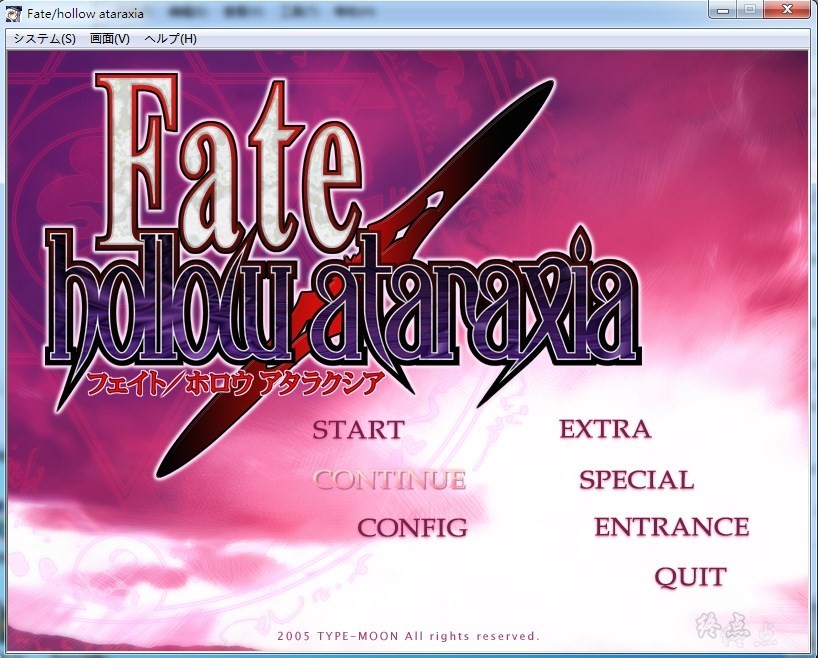 Fate/hollow ataraxia
システム(S) 画面(V) ヘルプ(H)
Fate
hollow ataraxia
フェイト／ホロウ アタラクシア
START
EXTRA
CONTINUE
SPECIAL
CONFIG
ENTRANCE
QUIT
终点
2005 TYPE-MOON All rights reserved.